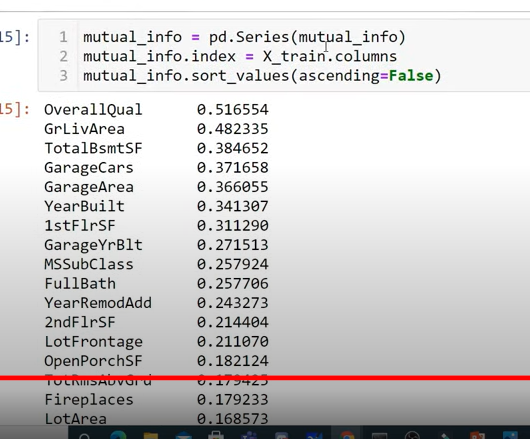 15]:
1 mutual_info = pd.Series(mutual_info)
2 mutual_info.index = X_train.columns
3 mutual_info.sort_values(ascending=False)
15]:
OverallQual 0.516554
GrLivArea 0.482335
TotalBsmtSF 0.384652
GarageCars 0.371658
GarageArea 0.366055
YearBuilt 0.341307
1stFlrSF 0.311290
GarageYrBlt 0.271513
MSSubClass 0.257924
FullBath 0.257706
YearRemodAdd 0.243273
2ndFlrSF 0.214404
LotFrontage 0.211070
OpenPorchSF 0.182124
TotRmsAbvGrd 0.179425
Fireplaces 0.179233
LotArea 0.168573